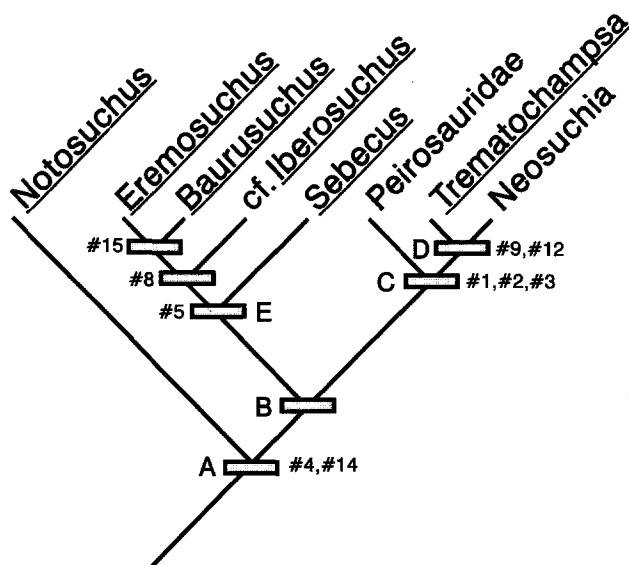 Notosuchus
Eremosuchus
Baurusuchus
cf. Iberosuchus
Sebecus
Peirosauridae
Trematochampsa
Neosuchia
#15
D #9,#12
#8
C #1,#2,#3
#5 E
B
A #4,#14